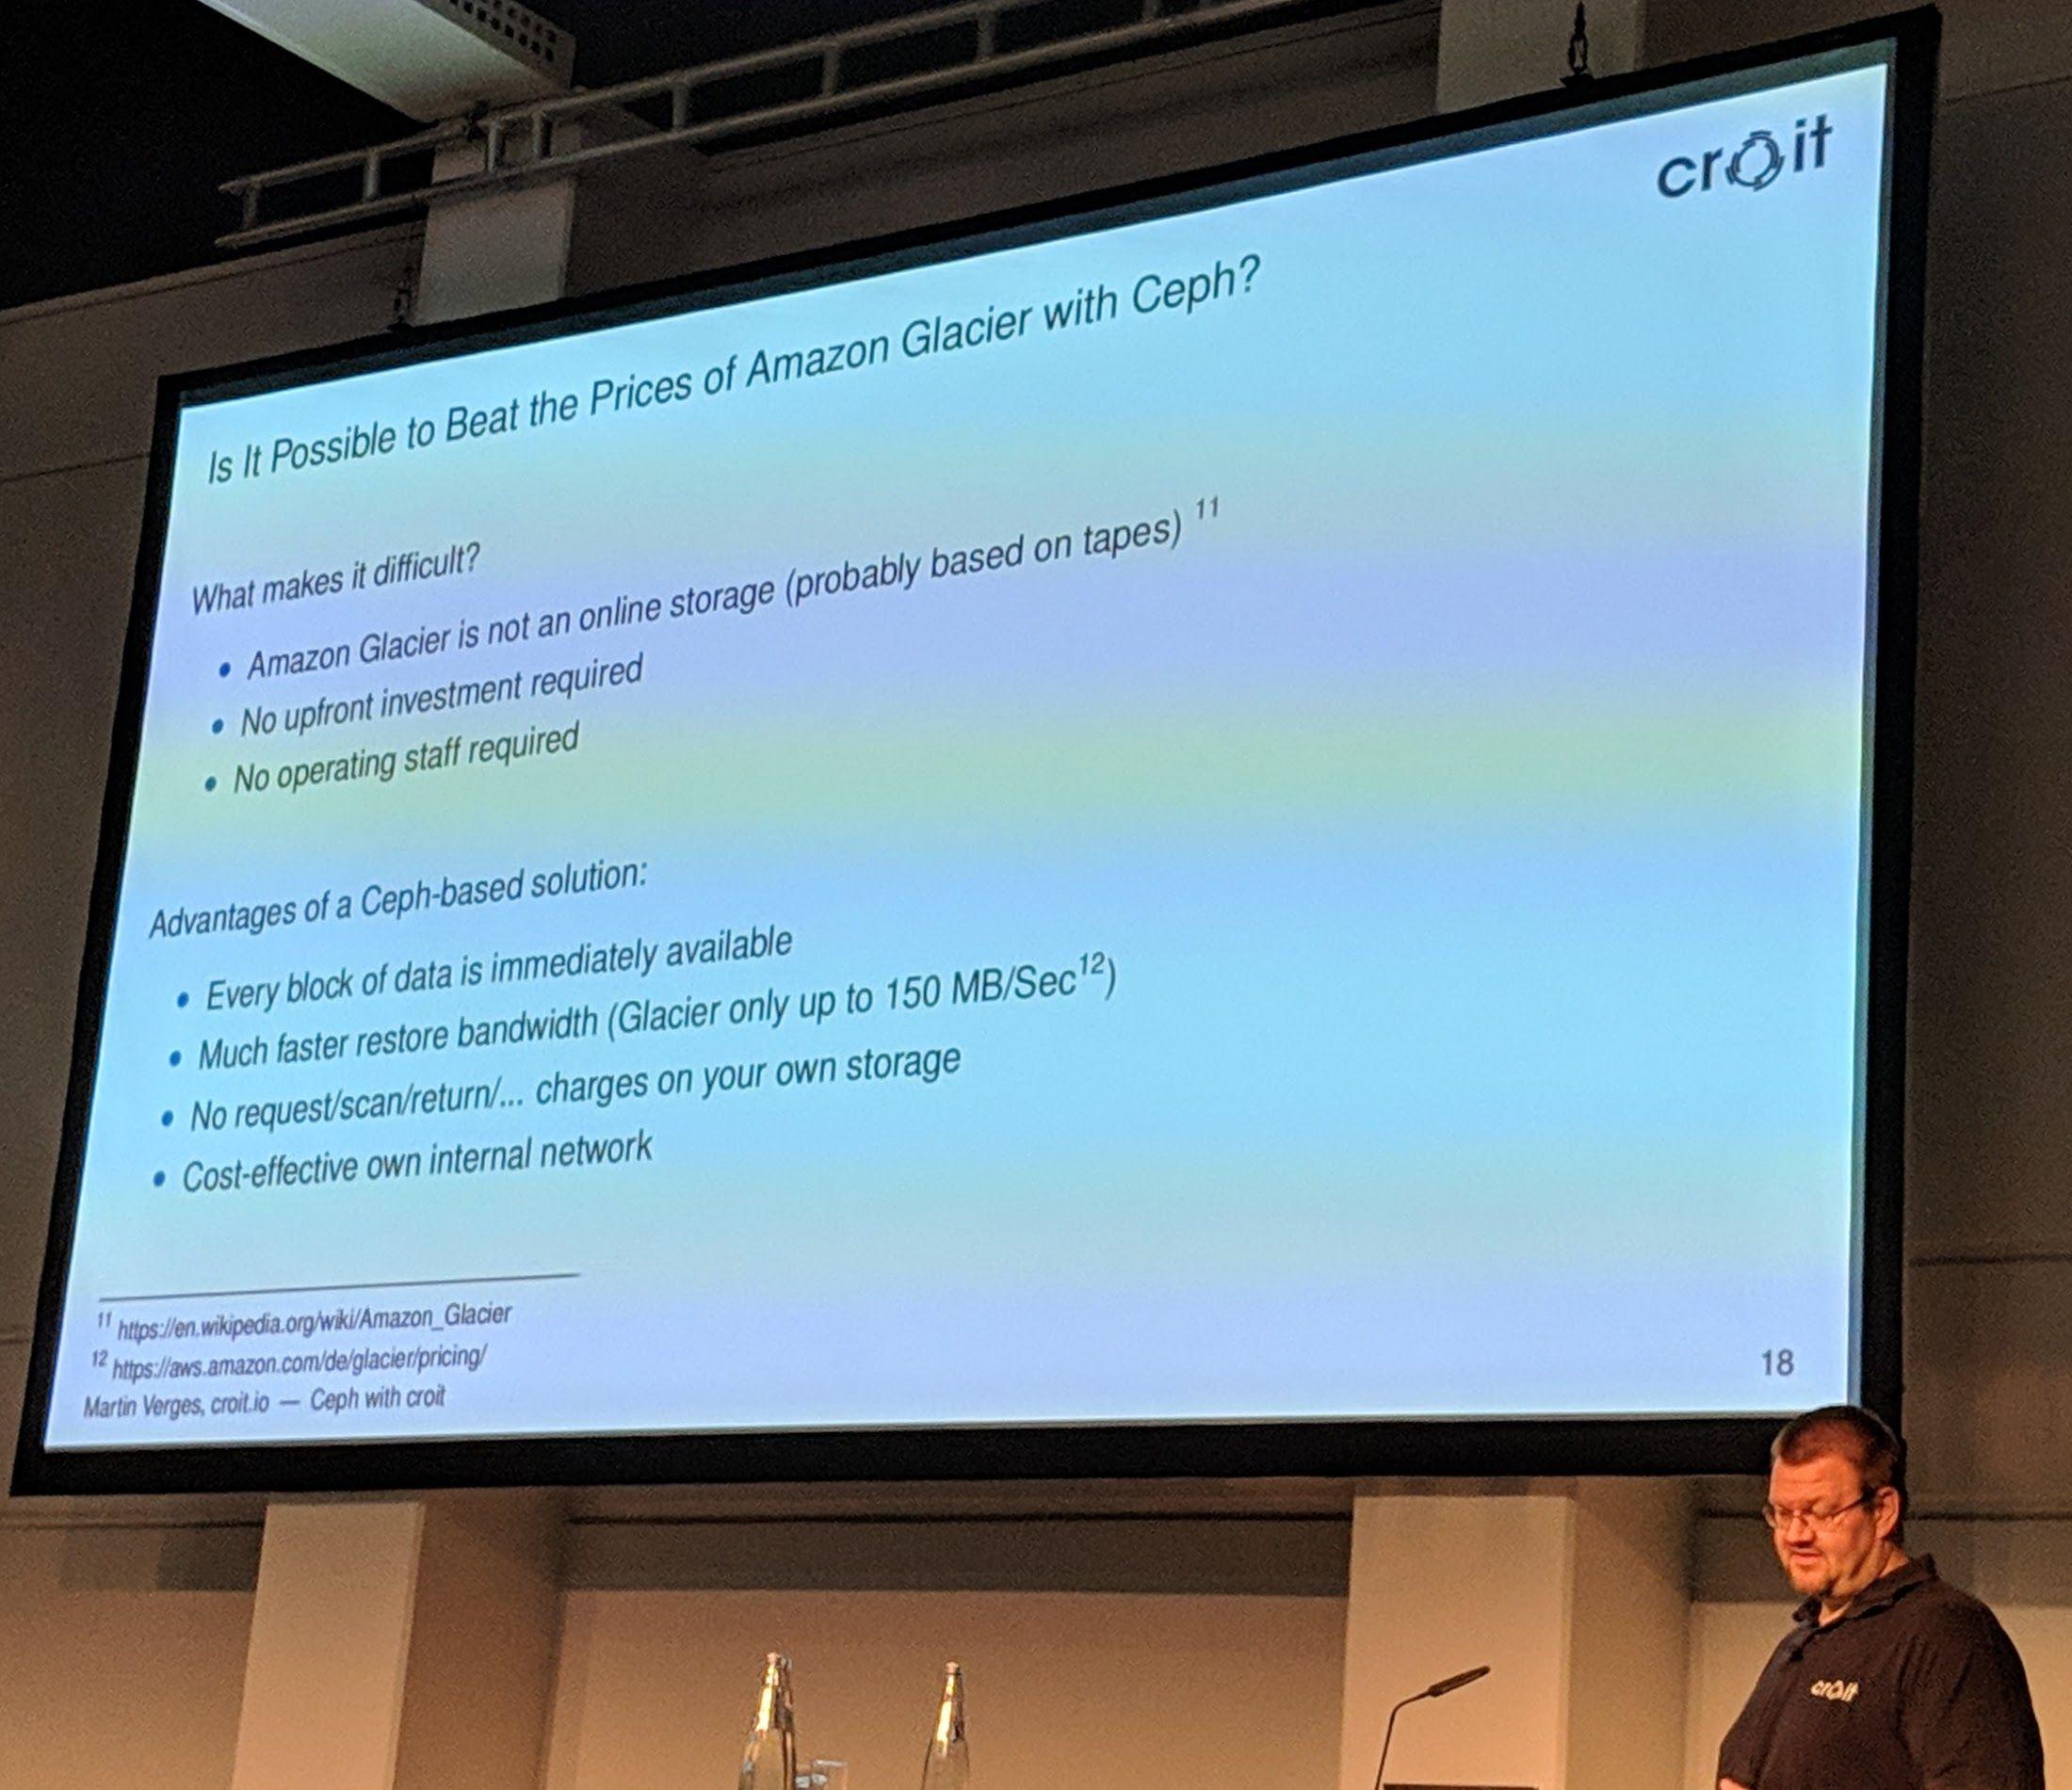 croit
Is It Possible to Beat the Prices of Amazon Glacier with Ceph?
What makes it difficult?
• Amazon Glacier is not an online storage (probably based on tapes) 11
• No upfront investment required
• No operating staff required
Advantages of a Ceph-based solution:
• Every block of data is immediately available
• Much faster restore bandwidth (Glacier only up to 150 MB/Sec12)
• No request/scan/return/... charges on your own storage
• Cost-effective own internal network
11 https://en.wikipedia.org/wiki/Amazon_Glacier
12 https://aws.amazon.com/de/glacier/pricing/
Martin Verges, croit.io — Ceph with croit
18
croit